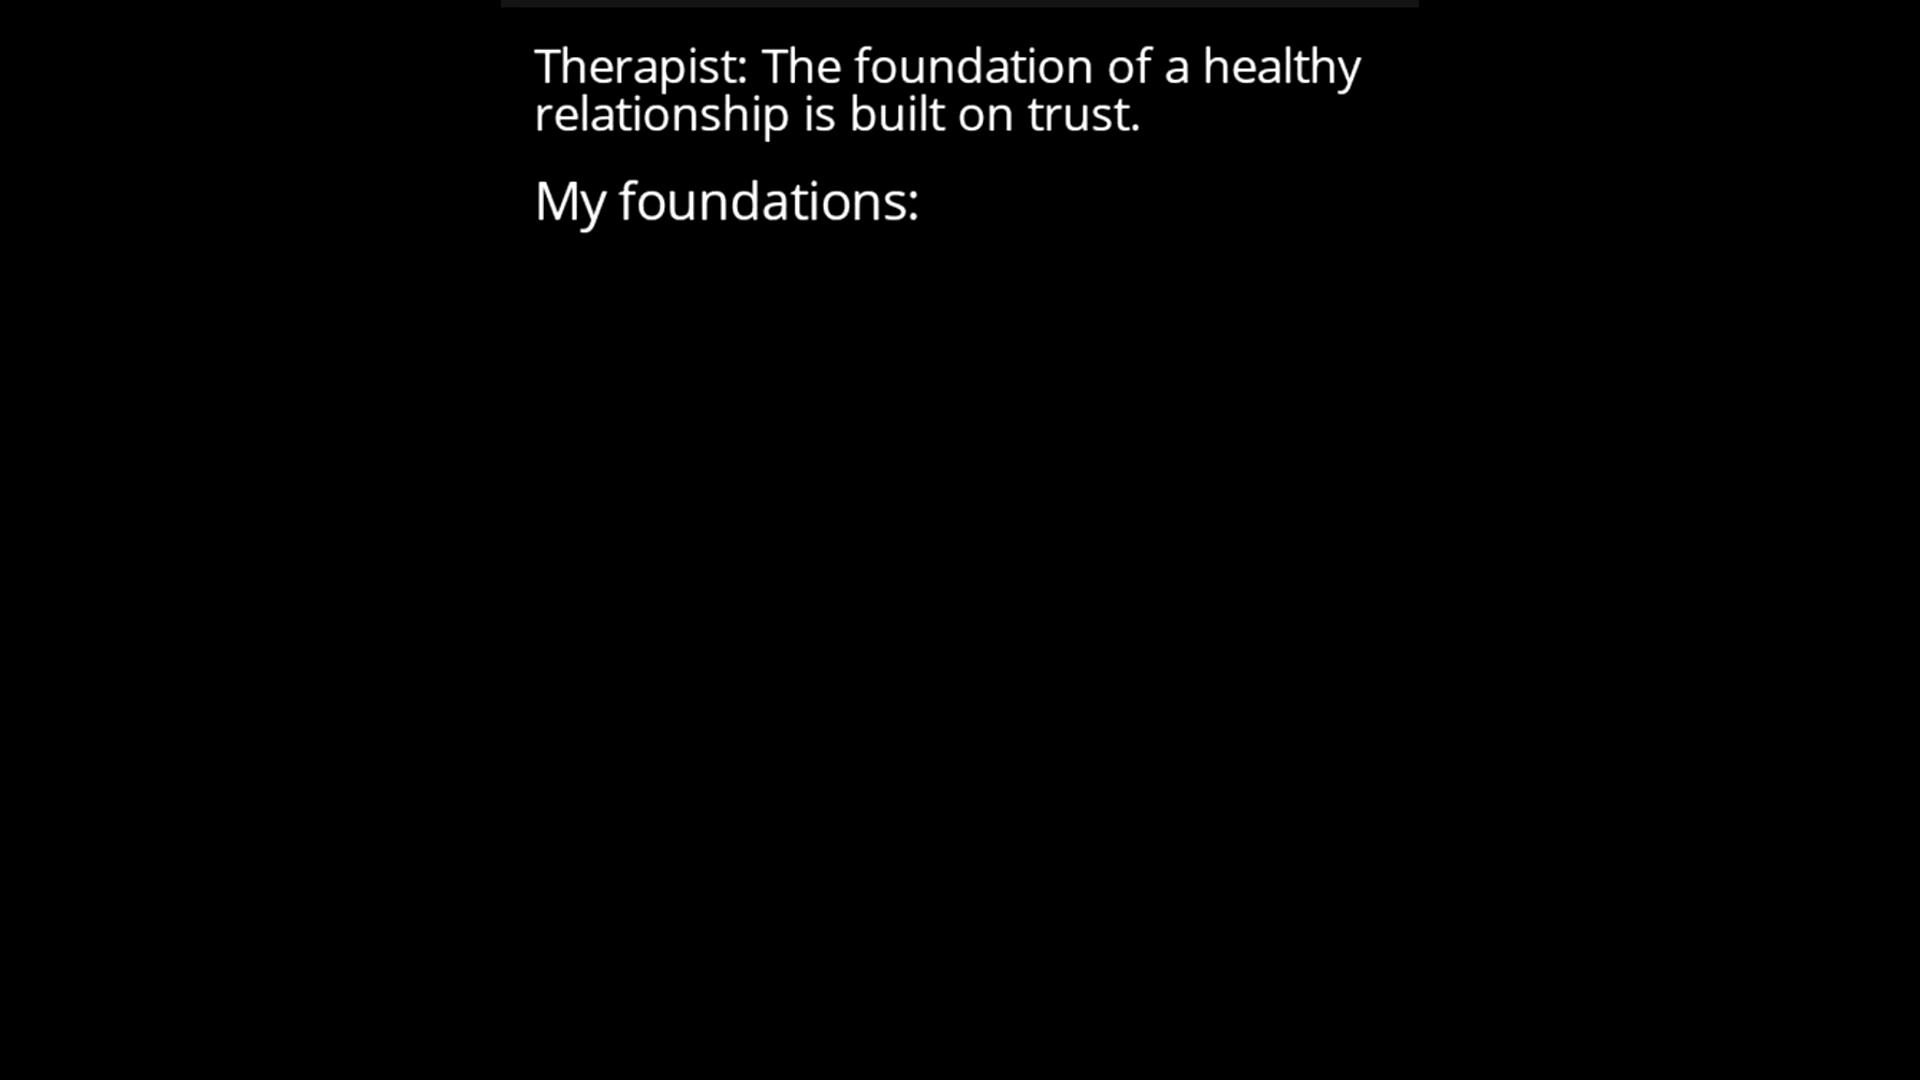 Therapist: The foundation of a healthy
relationship is built on trust.
My foundations: